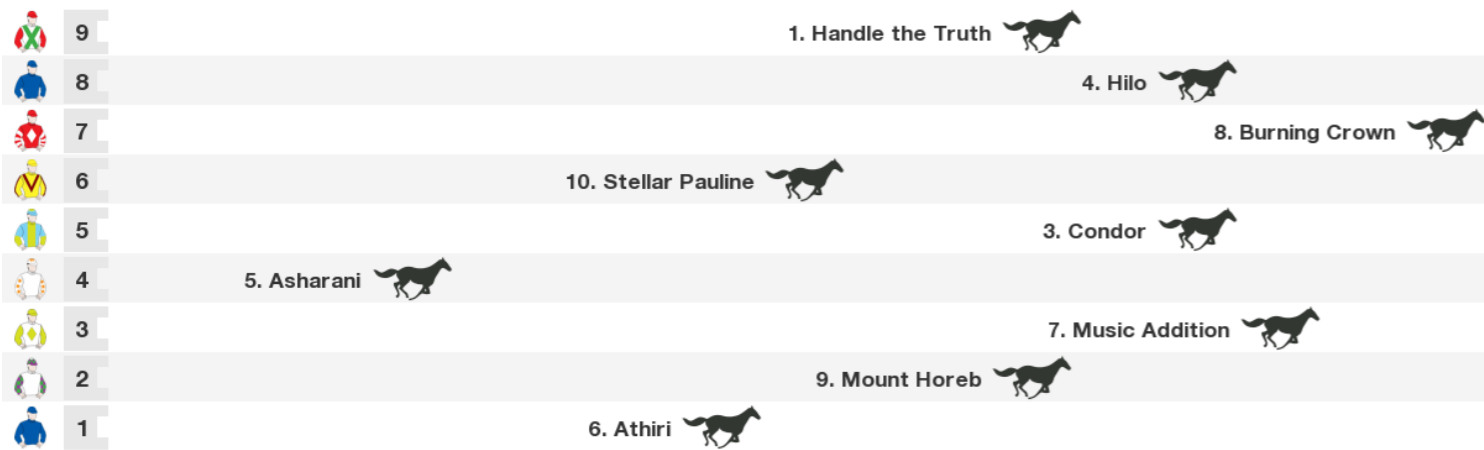 9 1. Handle the Truth
8 4. Hilo
7 8. Burning Crown
6 10. Stellar Pauline
5 3. Condor
4 5. Asharani
3 7. Music Addition
2 9. Mount Horeb
1 6. Athiri